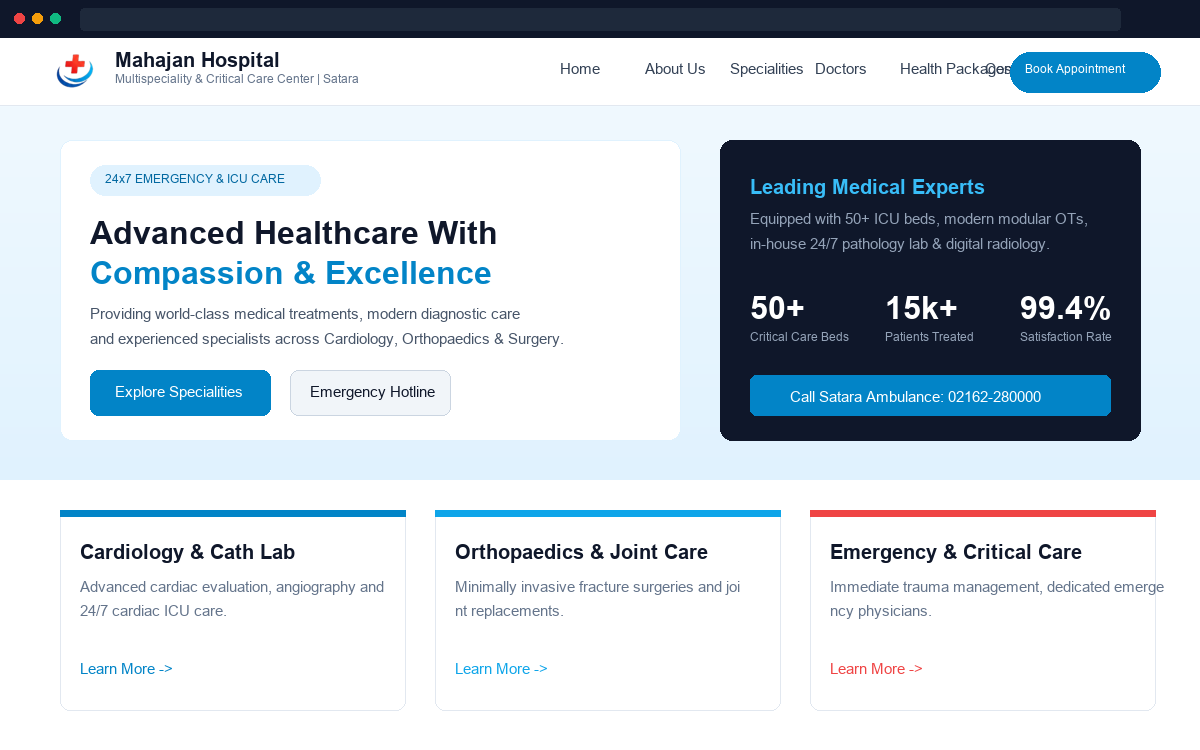 Mahajan Hospital
Multispeciality & Critical Care Center | Satara
Home
About Us
Specialities
Doctors
Health Packages
Book Appointment
24x7 EMERGENCY & ICU CARE
Advanced Healthcare With
Compassion & Excellence
Providing world-class medical treatments, modern diagnostic care
and experienced specialists across Cardiology, Orthopaedics & Surgery.
Explore Specialities
Emergency Hotline
Leading Medical Experts
Equipped with 50+ ICU beds, modern modular OTs,
in-house 24/7 pathology lab & digital radiology.
50+
15k+
99.4%
Critical Care Beds
Patients Treated
Satisfaction Rate
Call Satara Ambulance: 02162-280000
Cardiology & Cath Lab
Advanced cardiac evaluation, angiography and
24/7 cardiac ICU care.
Learn More ->
Orthopaedics & Joint Care
Minimally invasive fracture surgeries and joi
nt replacements.
Learn More ->
Emergency & Critical Care
Immediate trauma management, dedicated emerge
ncy physicians.
Learn More ->